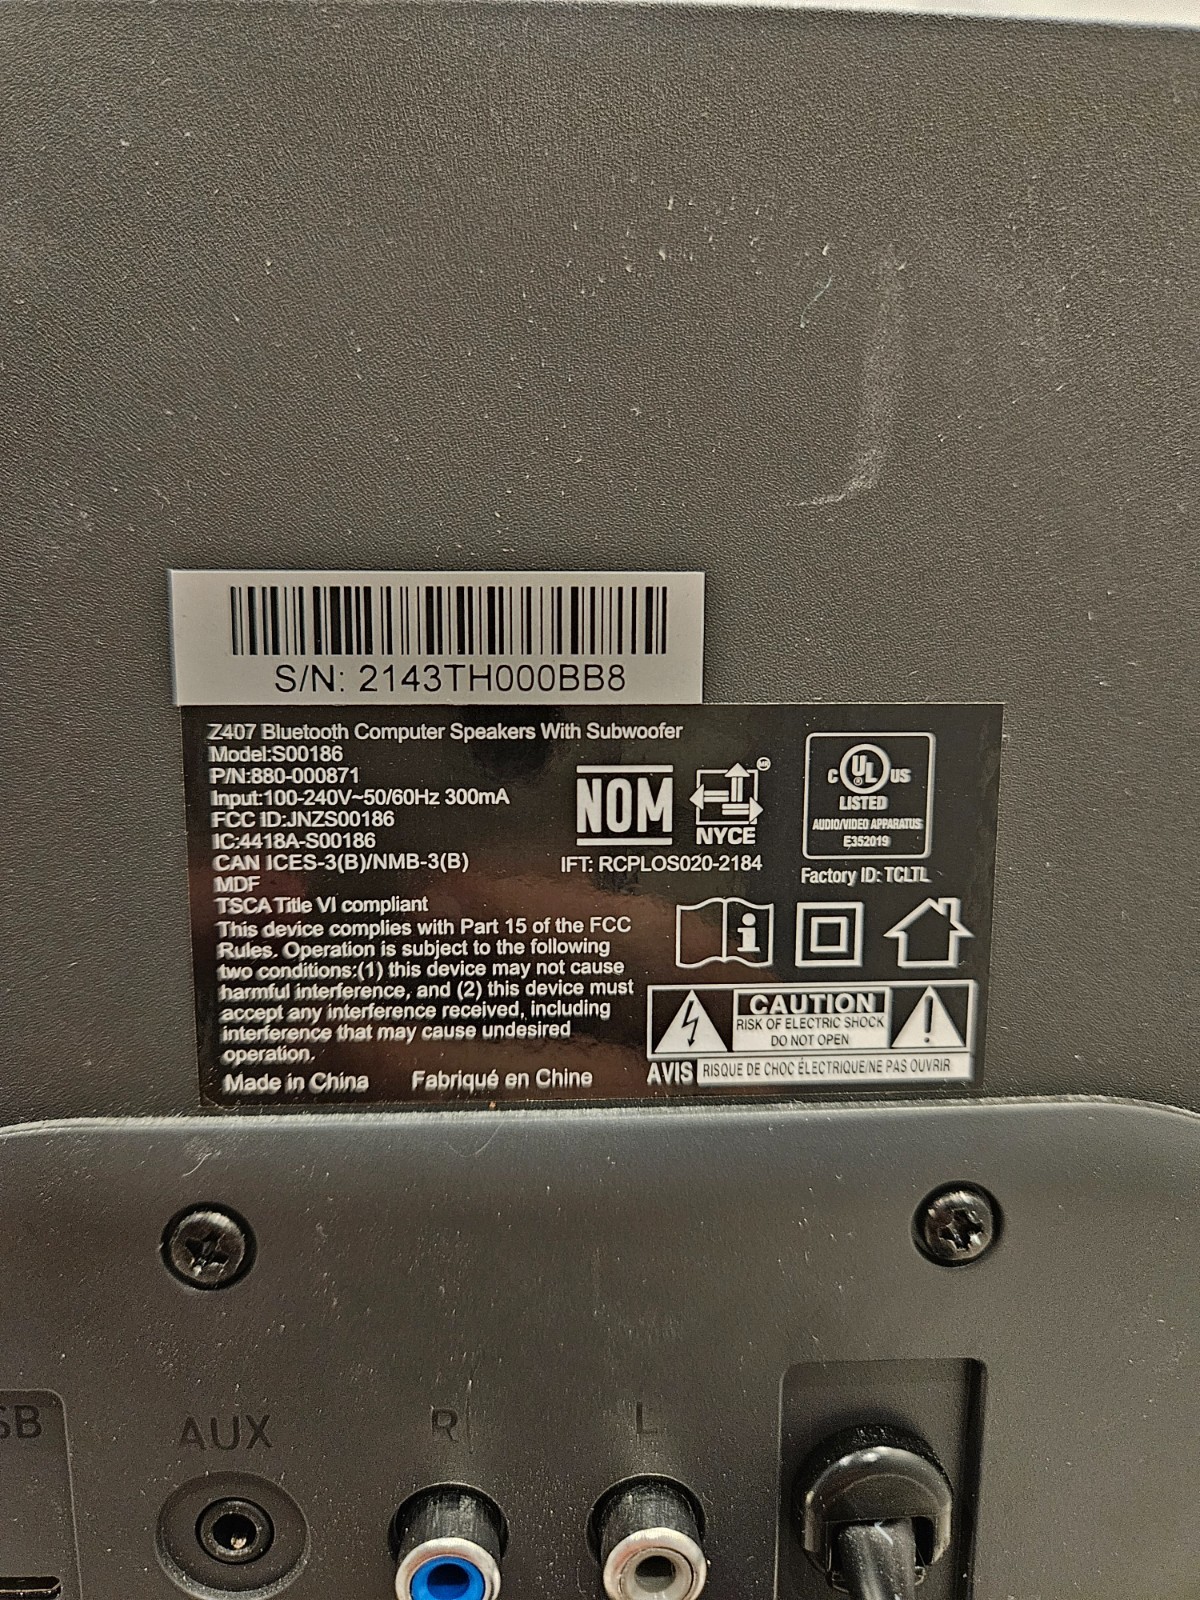 S/N: 2143TH000BB8
Z407 Bluetooth Computer Speakers With Subwoofer
Model:S00186
P/N:880-000871
Input:100-240V~50/60Hz 300mA
FCC ID:JNZS00186
IC:4418A-S00186
CAN ICES-3(B)/NMB-3(B)
MDF
TSCA Title VI compliant
This device complies with Part 15 of the FCC
Rules. Operation is subject to the following
two conditions:(1) this device may not cause
harmful interference, and (2) this device must
accept any interference received, including
interference that may cause undesired
operation.
Made in China Fabriqué en Chine
NOM
NYCE
IFT: RCPLOS020-2184
C UL US
LISTED
AUDIO/VIDEO APPARATUS
E352019
Factory ID: TCLTL
CAUTION
RISK OF ELECTRIC SHOCK
DO NOT OPEN
AVIS RISQUE DE CHOC ÉLECTRIQUE/NE PAS OUVRIR
SB
AUX
R
L